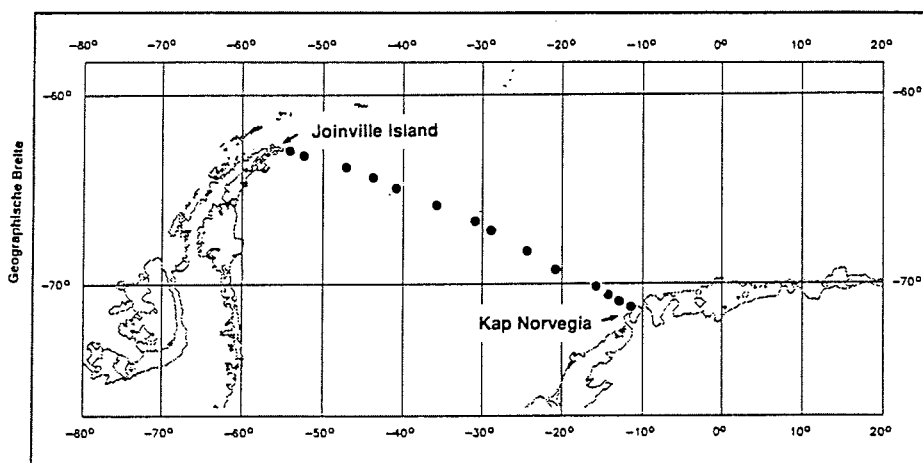 -80° -70° -60° -50° -40° -30° -20° -10° 0° 10° 20°
-60° -60°
Joinville Island
Geographische Breite
-70° -70°
Kap Norvegia
-80° -70° -60° -50° -40° -30° -20° -10° 0° 10° 20°